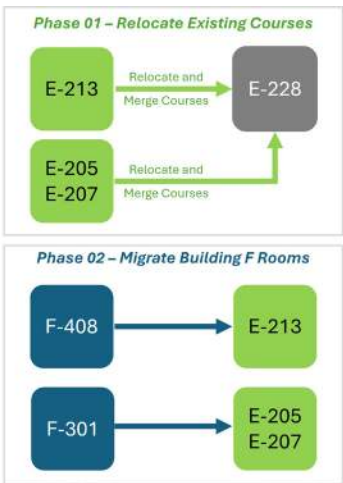 Phase 01 – Relocate Existing Courses
E-213
Relocate and
Merge Courses
E-228
E-205
E-207
Relocate and
Merge Courses
Phase 02 – Migrate Building F Rooms
F-408
E-213
F-301
E-205
E-207